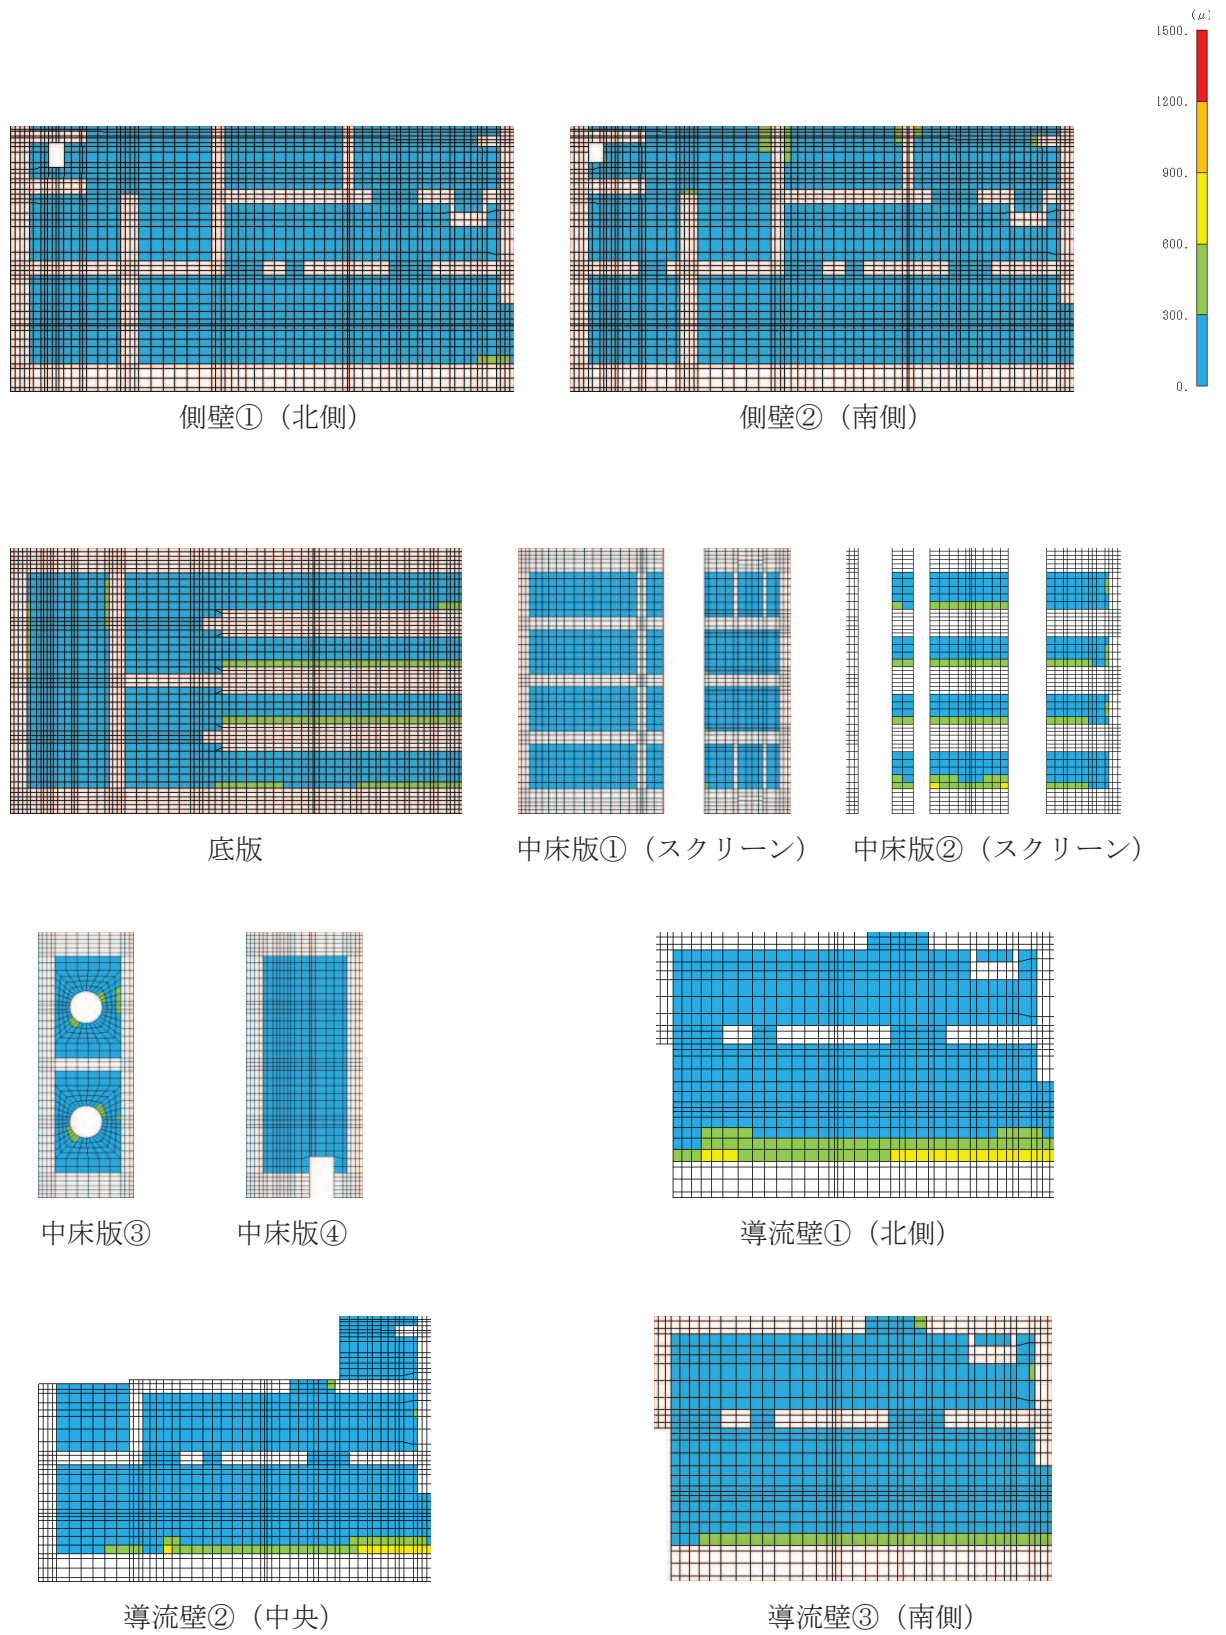 (μ)
1500.
1200.
900.
600.
300.
0.
側壁①（北側）
側壁②（南側）
底版
中床版①（スクリーン）
中床版②（スクリーン）
中床版③
中床版④
導流壁①（北側）
導流壁②（中央）
導流壁③（南側）